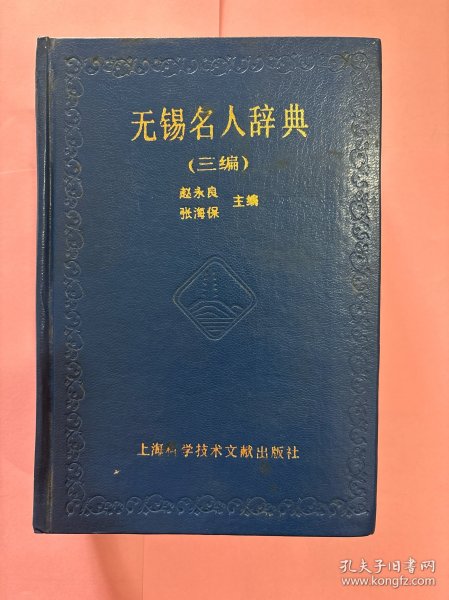 无锡名人辞典
(三编)
赵永良
张海保 主编
上海科学技术文献出版社
孔夫子旧书网
www.kongfz.com